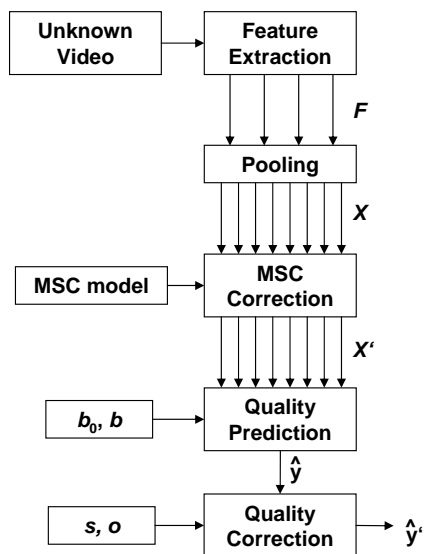 Unknown
Video
Feature
Extraction
F
Pooling
X
MSC model
MSC
Correction
X‘
b₀, b
Quality
Prediction
ŷ
s, o
Quality
Correction
ŷ‘